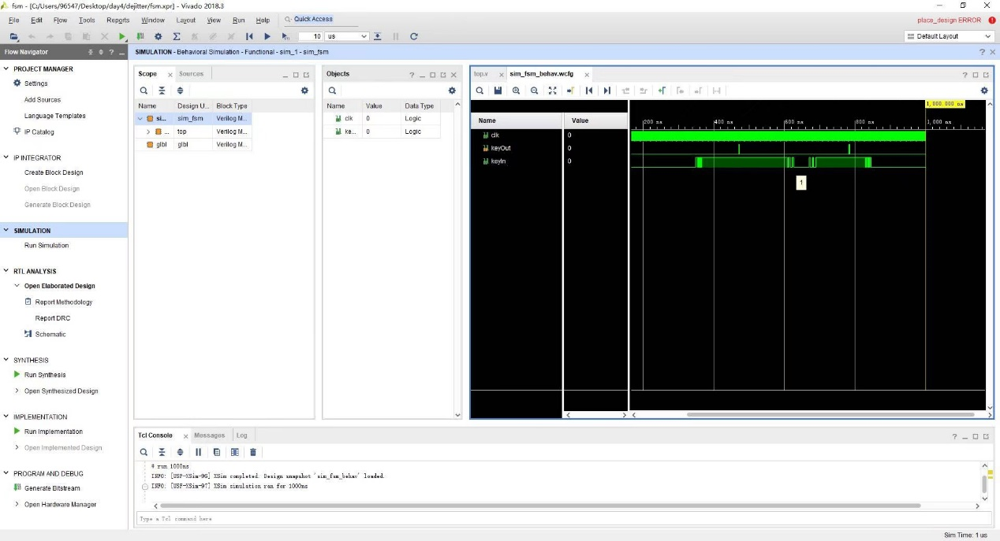 fsm - [C:/Users/96547/Desktop/day4/dejitter/fsm.xpr] - Vivado 2018.3
File Edit Flow Tools Reports Window Layout View Run Help Quick Access
place_design ERROR
10 us
Default Layout
Flow Navigator
SIMULATION - Behavioral Simulation - Functional - sim_1 - sim_fsm
PROJECT MANAGER
Settings
Add Sources
Language Templates
IP Catalog
IP INTEGRATOR
Create Block Design
Open Block Design
Generate Block Design
SIMULATION
Run Simulation
RTL ANALYSIS
Open Elaborated Design
Report Methodology
Report DRC
Schematic
SYNTHESIS
Run Synthesis
Open Synthesized Design
IMPLEMENTATION
Run Implementation
Open Implemented Design
PROGRAM AND DEBUG
Generate Bitstream
Open Hardware Manager
Scope Sources
Name Design U... Block Type
si... sim_fsm Verilog M...
... top Verilog M...
glbl glbl Verilog M...
Objects
Name Value Data Type
clk 0 Logic
ke... 0 Logic
top.v sim_fsm_behav.wcfg
1,000.000 ns
Name Value
200 ns 400 ns 600 ns 800 ns 1,000 ns
clk 0
keyOut 0
keyIn 0
1
Tcl Console Messages Log
# run 1000ns
INFO: [USF-XSim-96] XSim completed. Design snapshot 'sim_fsm_behav' loaded.
INFO: [USF-XSim-97] XSim simulation ran for 1000ns
Type a Tcl command here
Sim Time: 1 us